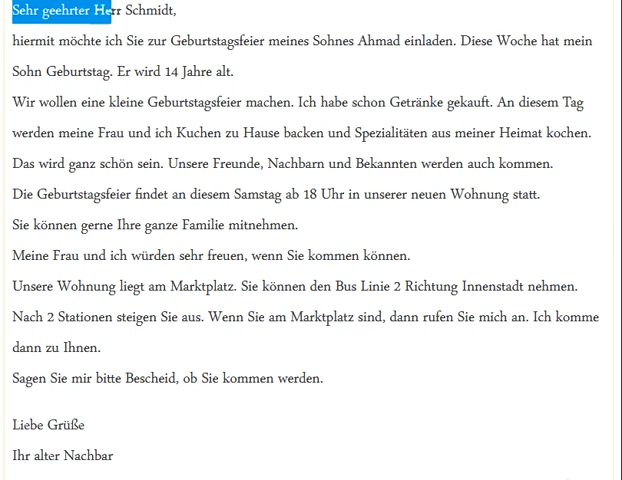 Sehr geehrter Herr Schmidt,
hiermit möchte ich Sie zur Geburtstagsfeier meines Sohnes Ahmad einladen. Diese Woche hat mein
Sohn Geburtstag. Er wird 14 Jahre alt.
Wir wollen eine kleine Geburtstagsfeier machen. Ich habe schon Getränke gekauft. An diesem Tag
werden meine Frau und ich Kuchen zu Hause backen und Spezialitäten aus meiner Heimat kochen.
Das wird ganz schön sein. Unsere Freunde, Nachbarn und Bekannten werden auch kommen.
Die Geburtstagsfeier findet an diesem Samstag ab 18 Uhr in unserer neuen Wohnung statt.
Sie können gerne Ihre ganze Familie mitnehmen.
Meine Frau und ich würden sehr freuen, wenn Sie kommen können.
Unsere Wohnung liegt am Marktplatz. Sie können den Bus Linie 2 Richtung Innenstadt nehmen.
Nach 2 Stationen steigen Sie aus. Wenn Sie am Marktplatz sind, dann rufen Sie mich an. Ich komme
dann zu Ihnen.
Sagen Sie mir bitte Bescheid, ob Sie kommen werden.
Liebe Grüße
Ihr alter Nachbar